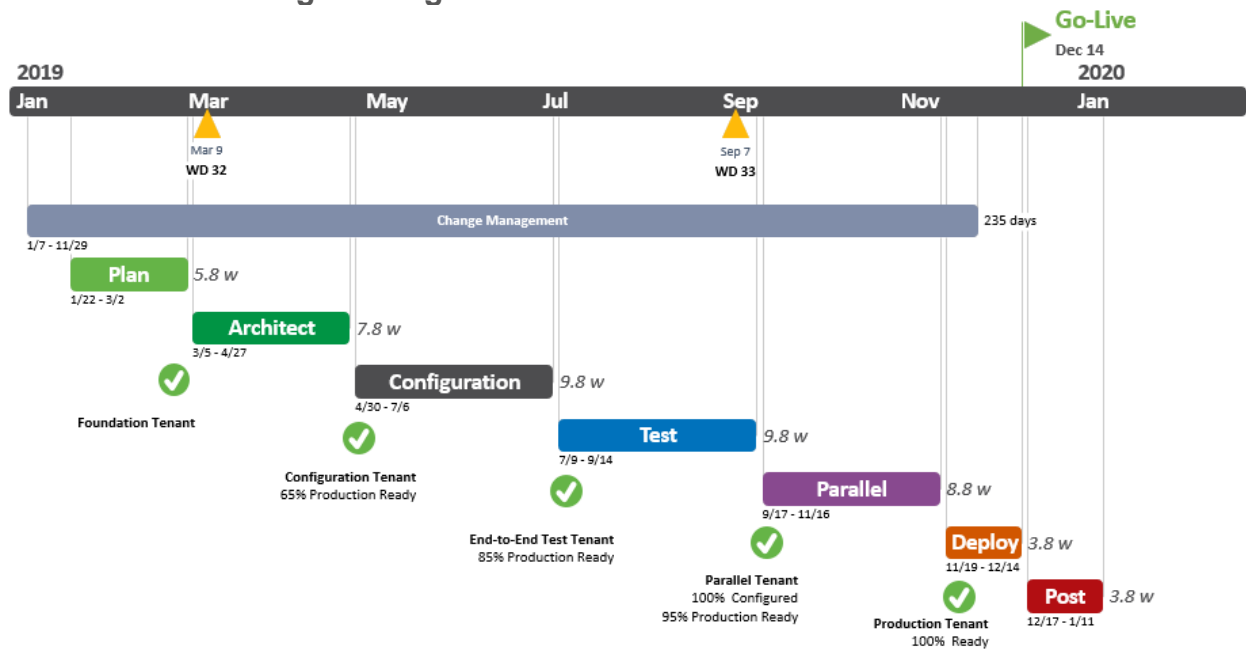 Go-Live
Dec 14
2019
2020
Jan
Mar
May
Jul
Sep
Nov
Jan
Mar 9
WD 32
Sep 7
WD 33
Change Management
235 days
1/7 - 11/29
Plan
5.8 w
1/22 - 3/2
Architect
7.8 w
3/5 - 4/27
Foundation Tenant
Configuration
9.8 w
4/30 - 7/6
Configuration Tenant
65% Production Ready
Test
9.8 w
7/9 - 9/14
End-to-End Test Tenant
85% Production Ready
Parallel
8.8 w
9/17 - 11/16
Parallel Tenant
100% Configured
95% Production Ready
Deploy
3.8 w
11/19 - 12/14
Production Tenant
100% Ready
Post
3.8 w
12/17 - 1/11